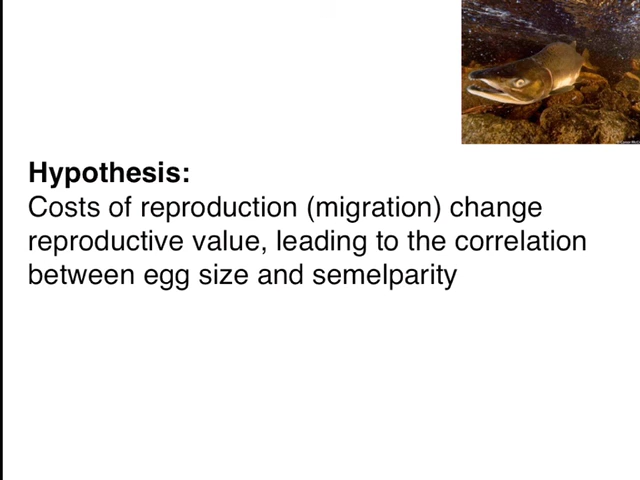 Hypothesis:
Costs of reproduction (migration) change
reproductive value, leading to the correlation
between egg size and semelparity